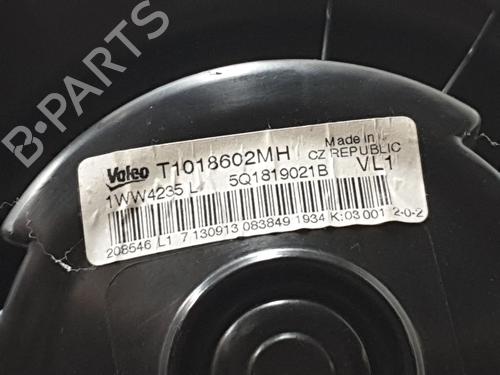 B-PARTS
Valeo T1018602MH Made in
CZ REPUBLIC
1WW4235 L 5Q1819021B VL1
208546 L1 7 130913 083849 1934 K:03 001 2-0-2